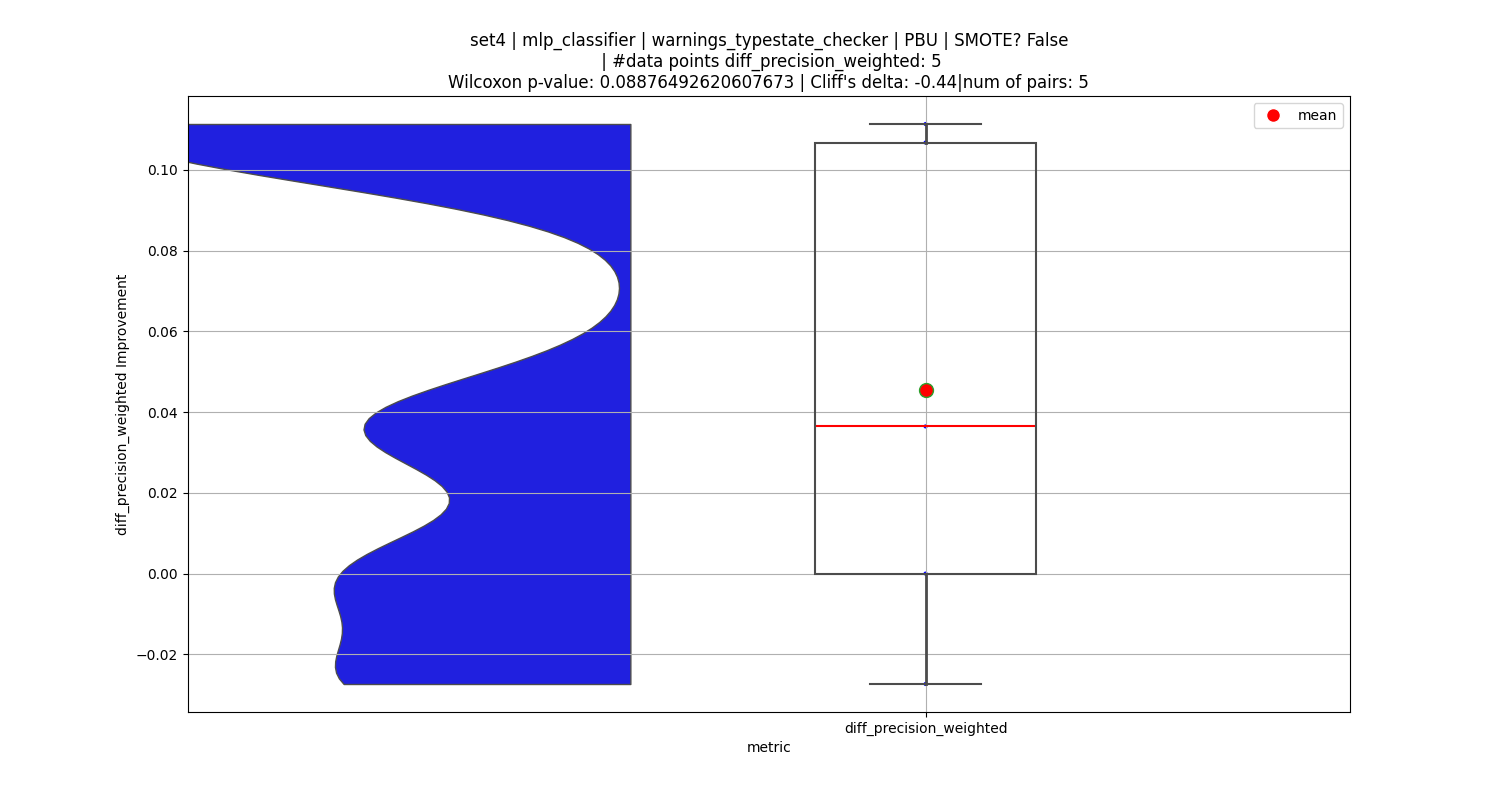 set4 | mlp_classifier | warnings_typestate_checker | PBU | SMOTE? False
| #data points diff_precision_weighted: 5
Wilcoxon p-value: 0.08876492620607673 | Cliff's delta: -0.44|num of pairs: 5
mean
0.10
0.08
0.06
0.04
0.02
0.00
−0.02
diff_precision_weighted Improvement
diff_precision_weighted
metric